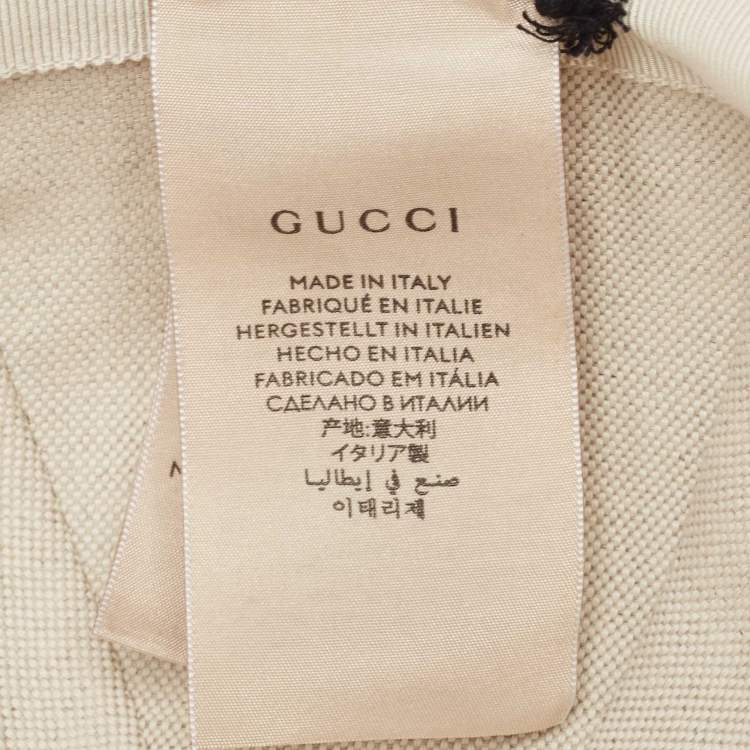 GUCCI
MADE IN ITALY
FABRIQUÉ EN ITALIE
HERGESTELLT IN ITALIEN
HECHO EN ITALIA
FABRICADO EM ITÁLIA
СДЕЛАНО В ИТАЛИИ
产地:意大利
イタリア製
صنع في إيطاليا
이태리제